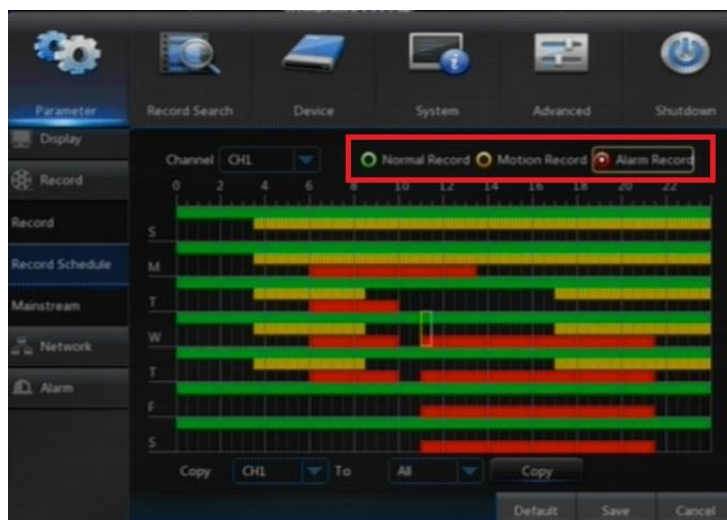 Parameter Record Search Device System Advanced Shutdown
Display
Record
Record
Record Schedule
Mainstream
Network
Alarm
Channel CH1 Normal Record Motion Record Alarm Record
0 2 4 6 8 10 12 14 16 18 20 22
S
M
T
W
T
F
S
Copy CH1 To All Copy
Default Save Cancel